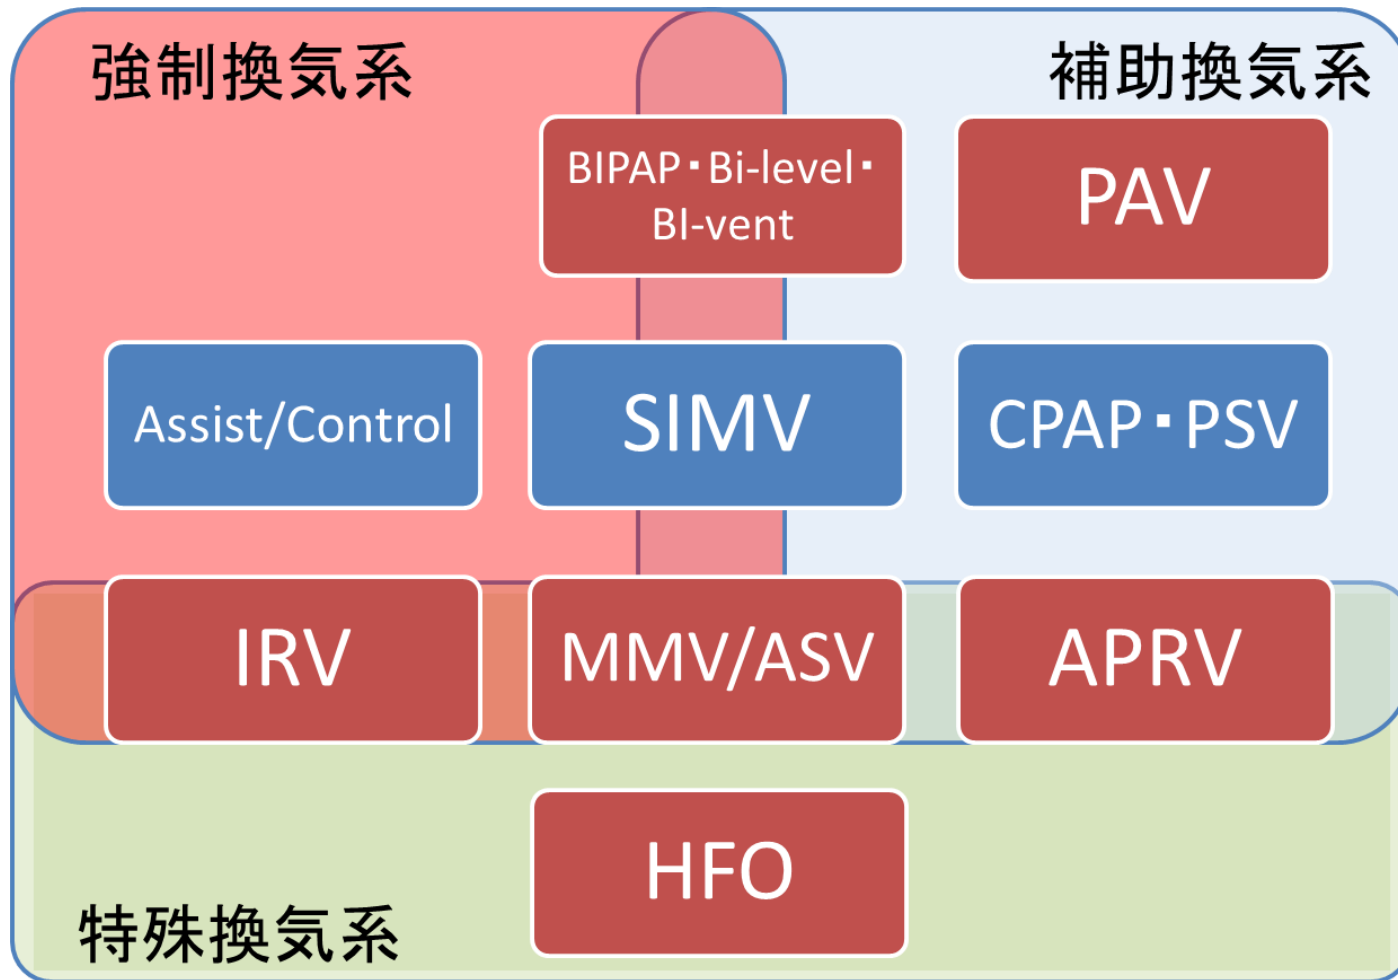 強制換気系
補助換気系
BIPAP・Bi-level・
BI-vent
PAV
Assist/Control
SIMV
CPAP・PSV
IRV
MMV/ASV
APRV
HFO
特殊換気系